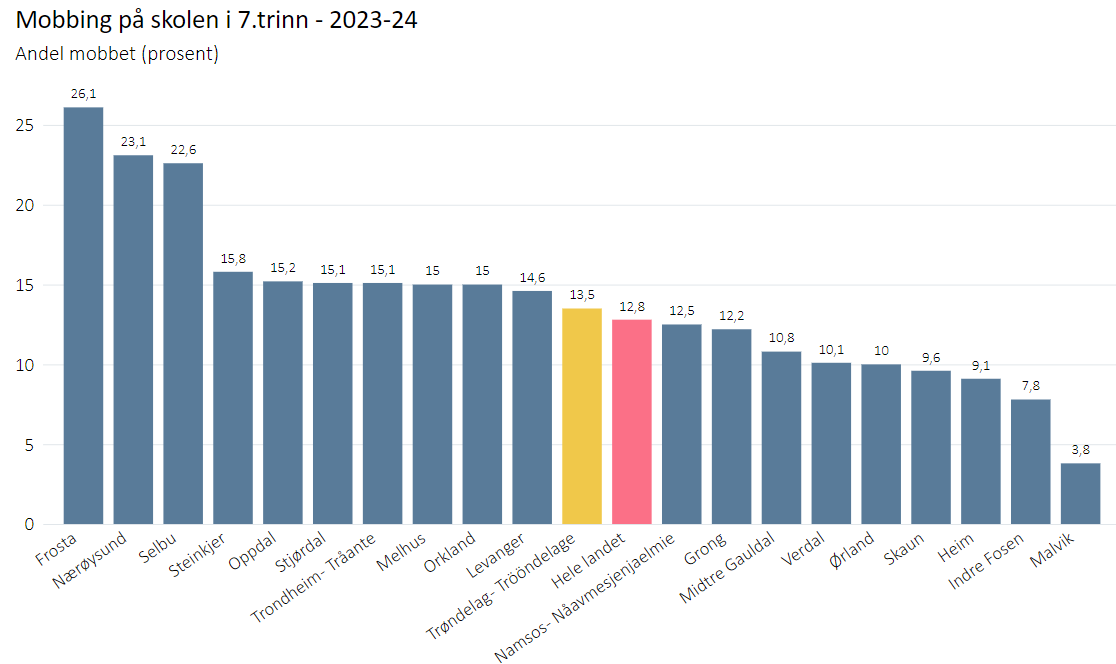 Mobbing på skolen i 7.trinn - 2023-24
Andel mobbet (prosent)
26,1
23,1
22,6
15,8
15,2
15,1
15,1
15
15
14,6
13,5
12,8
12,5
12,2
10,8
10,1
10
9,6
9,1
7,8
3,8
25
20
15
10
5
0
Frosta
Nærøysund
Selbu
Steinkjer
Oppdal
Stjørdal
Trondheim- Tråante
Melhus
Orkland
Levanger
Trøndelag- Trööndelage
Hele landet
Namsos- Nåavmesjenjaelmie
Grong
Midtre Gauldal
Verdal
Ørland
Skaun
Heim
Indre Fosen
Malvik